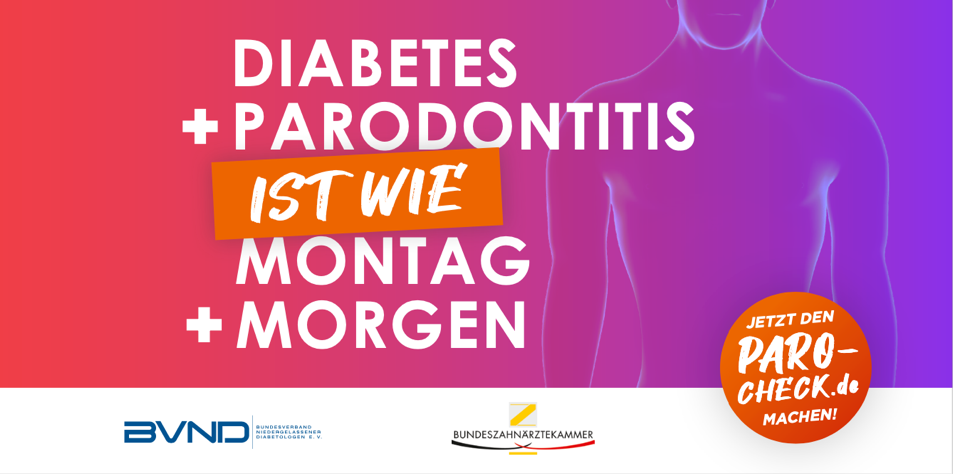 DIABETES
+ PARODONTITIS
IST WIE
MONTAG
+ MORGEN
JETZT DEN
PARO-
CHECK.de
MACHEN!
BVND
BUNDESVERBAND
NIEDERGELASSENER
DIABETOLOGEN E. V.
BUNDESZAHNÄRZTEKAMMER